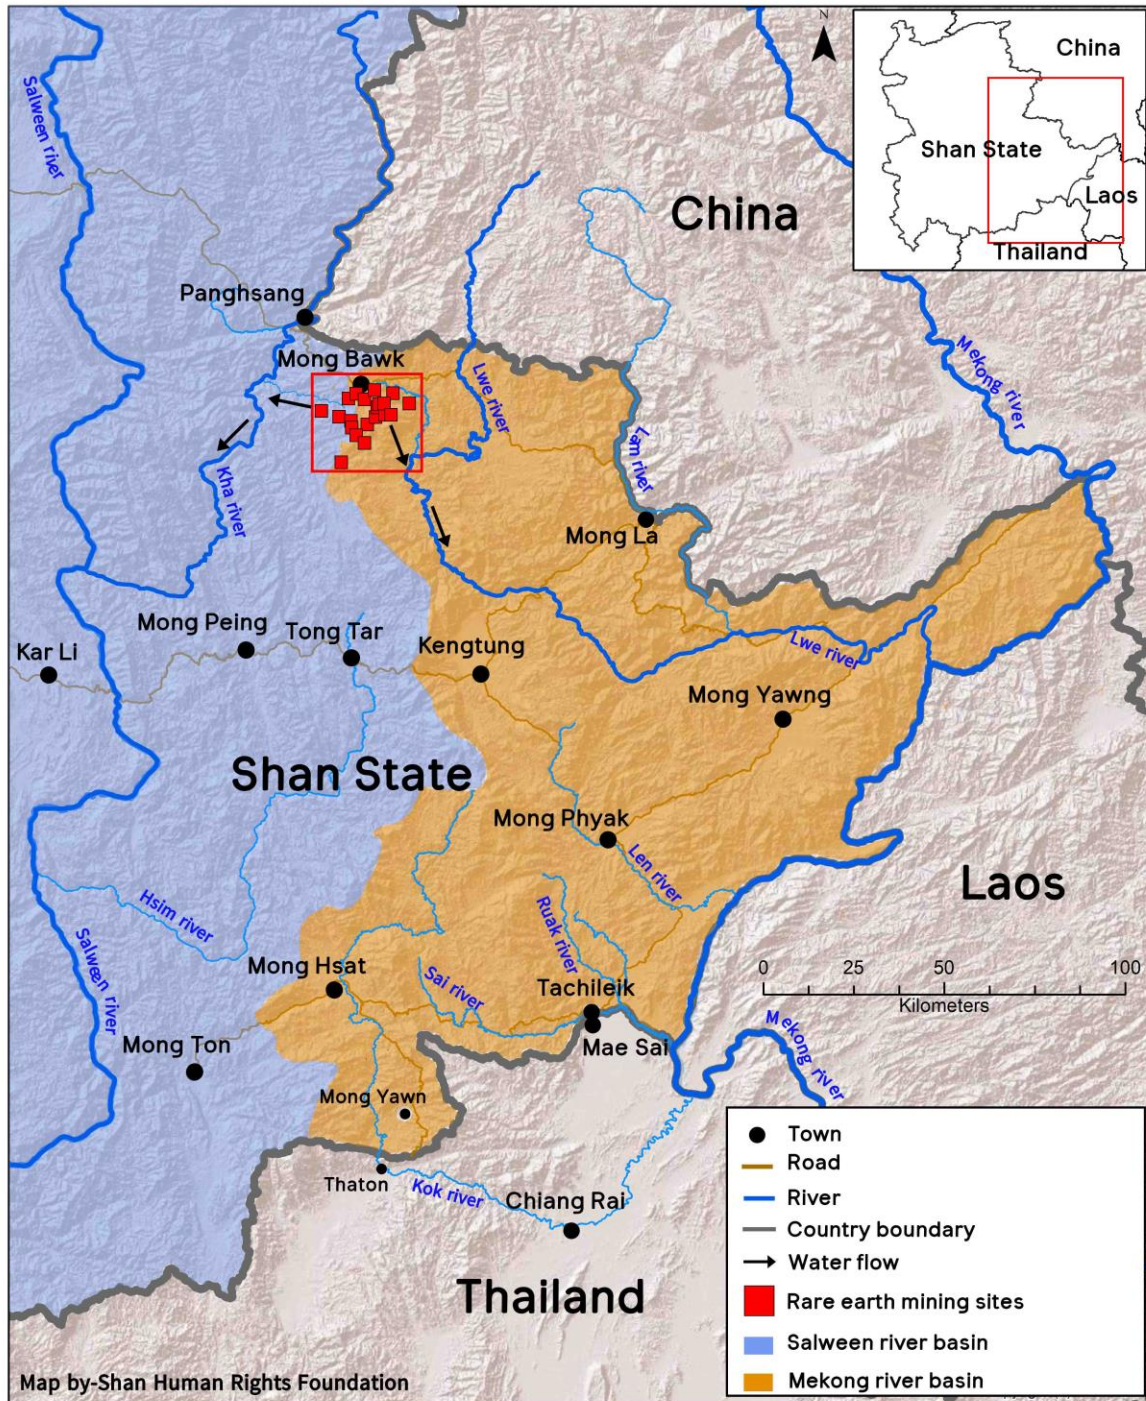 N
China
Shan State
Laos
Thailand
Salween river
China
Panghsang
Mong Bawk
Lwe river
Mekong river
Lam river
Kha river
Mong La
Mong Peing
Tong Tar
Kengtung
Kar Li
Lwe river
Mong Yawng
Shan State
Mong Phyak
Len river
Laos
Hsim river
Ruak river
Salween river
Mong Hsat
Sai river
Tachileik
0 25 50 100
Kilometers
Mong Ton
Mae Sai
Mekong river
Mong Yawn
Thaton
Kok river
Chiang Rai
Thailand
Town
Road
River
Country boundary
Water flow
Rare earth mining sites
Salween river basin
Mekong river basin
Map by-Shan Human Rights Foundation